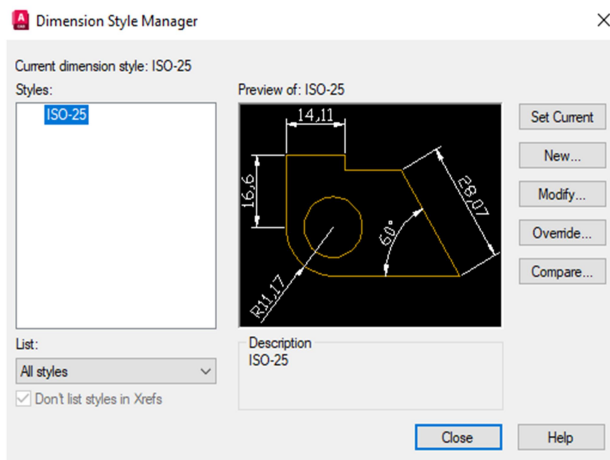 Dimension Style Manager
Current dimension style: ISO-25
Styles:
ISO-25
Preview of: ISO-25
14,11
16,6
28,07
60°
R11,17
Set Current
New...
Modify...
Override...
Compare...
List:
All styles
Don't list styles in Xrefs
Description
ISO-25
Close
Help